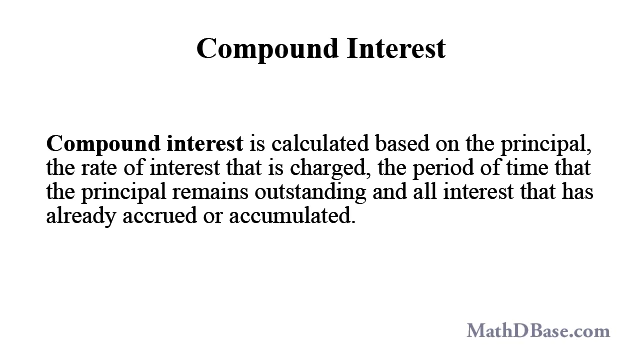 Compound Interest
Compound interest is calculated based on the principal,
the rate of interest that is charged, the period of time that
the principal remains outstanding and all interest that has
already accrued or accumulated.
MathDBase.com